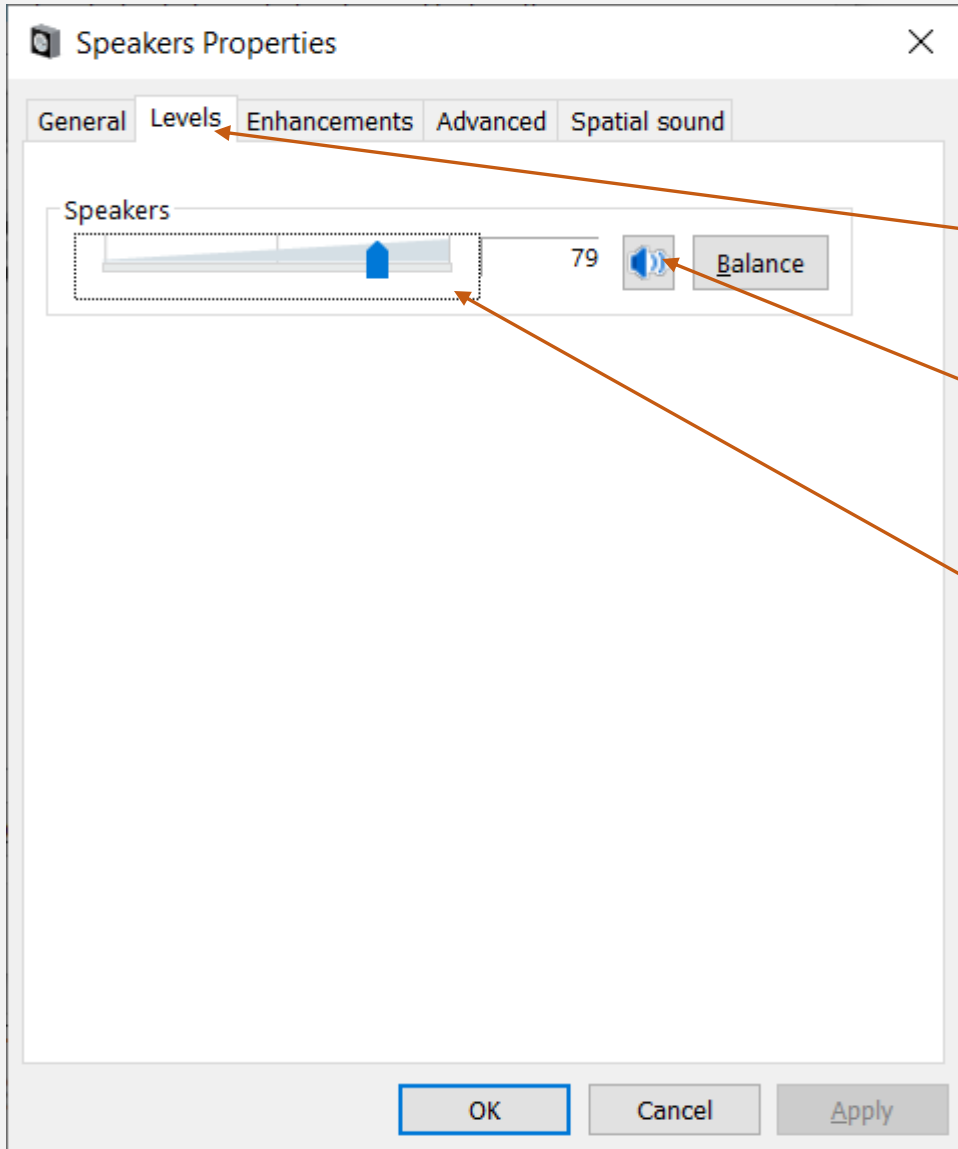 Speakers Properties
General Levels Enhancements Advanced Spatial sound
Speakers
79 Balance
OK Cancel Apply